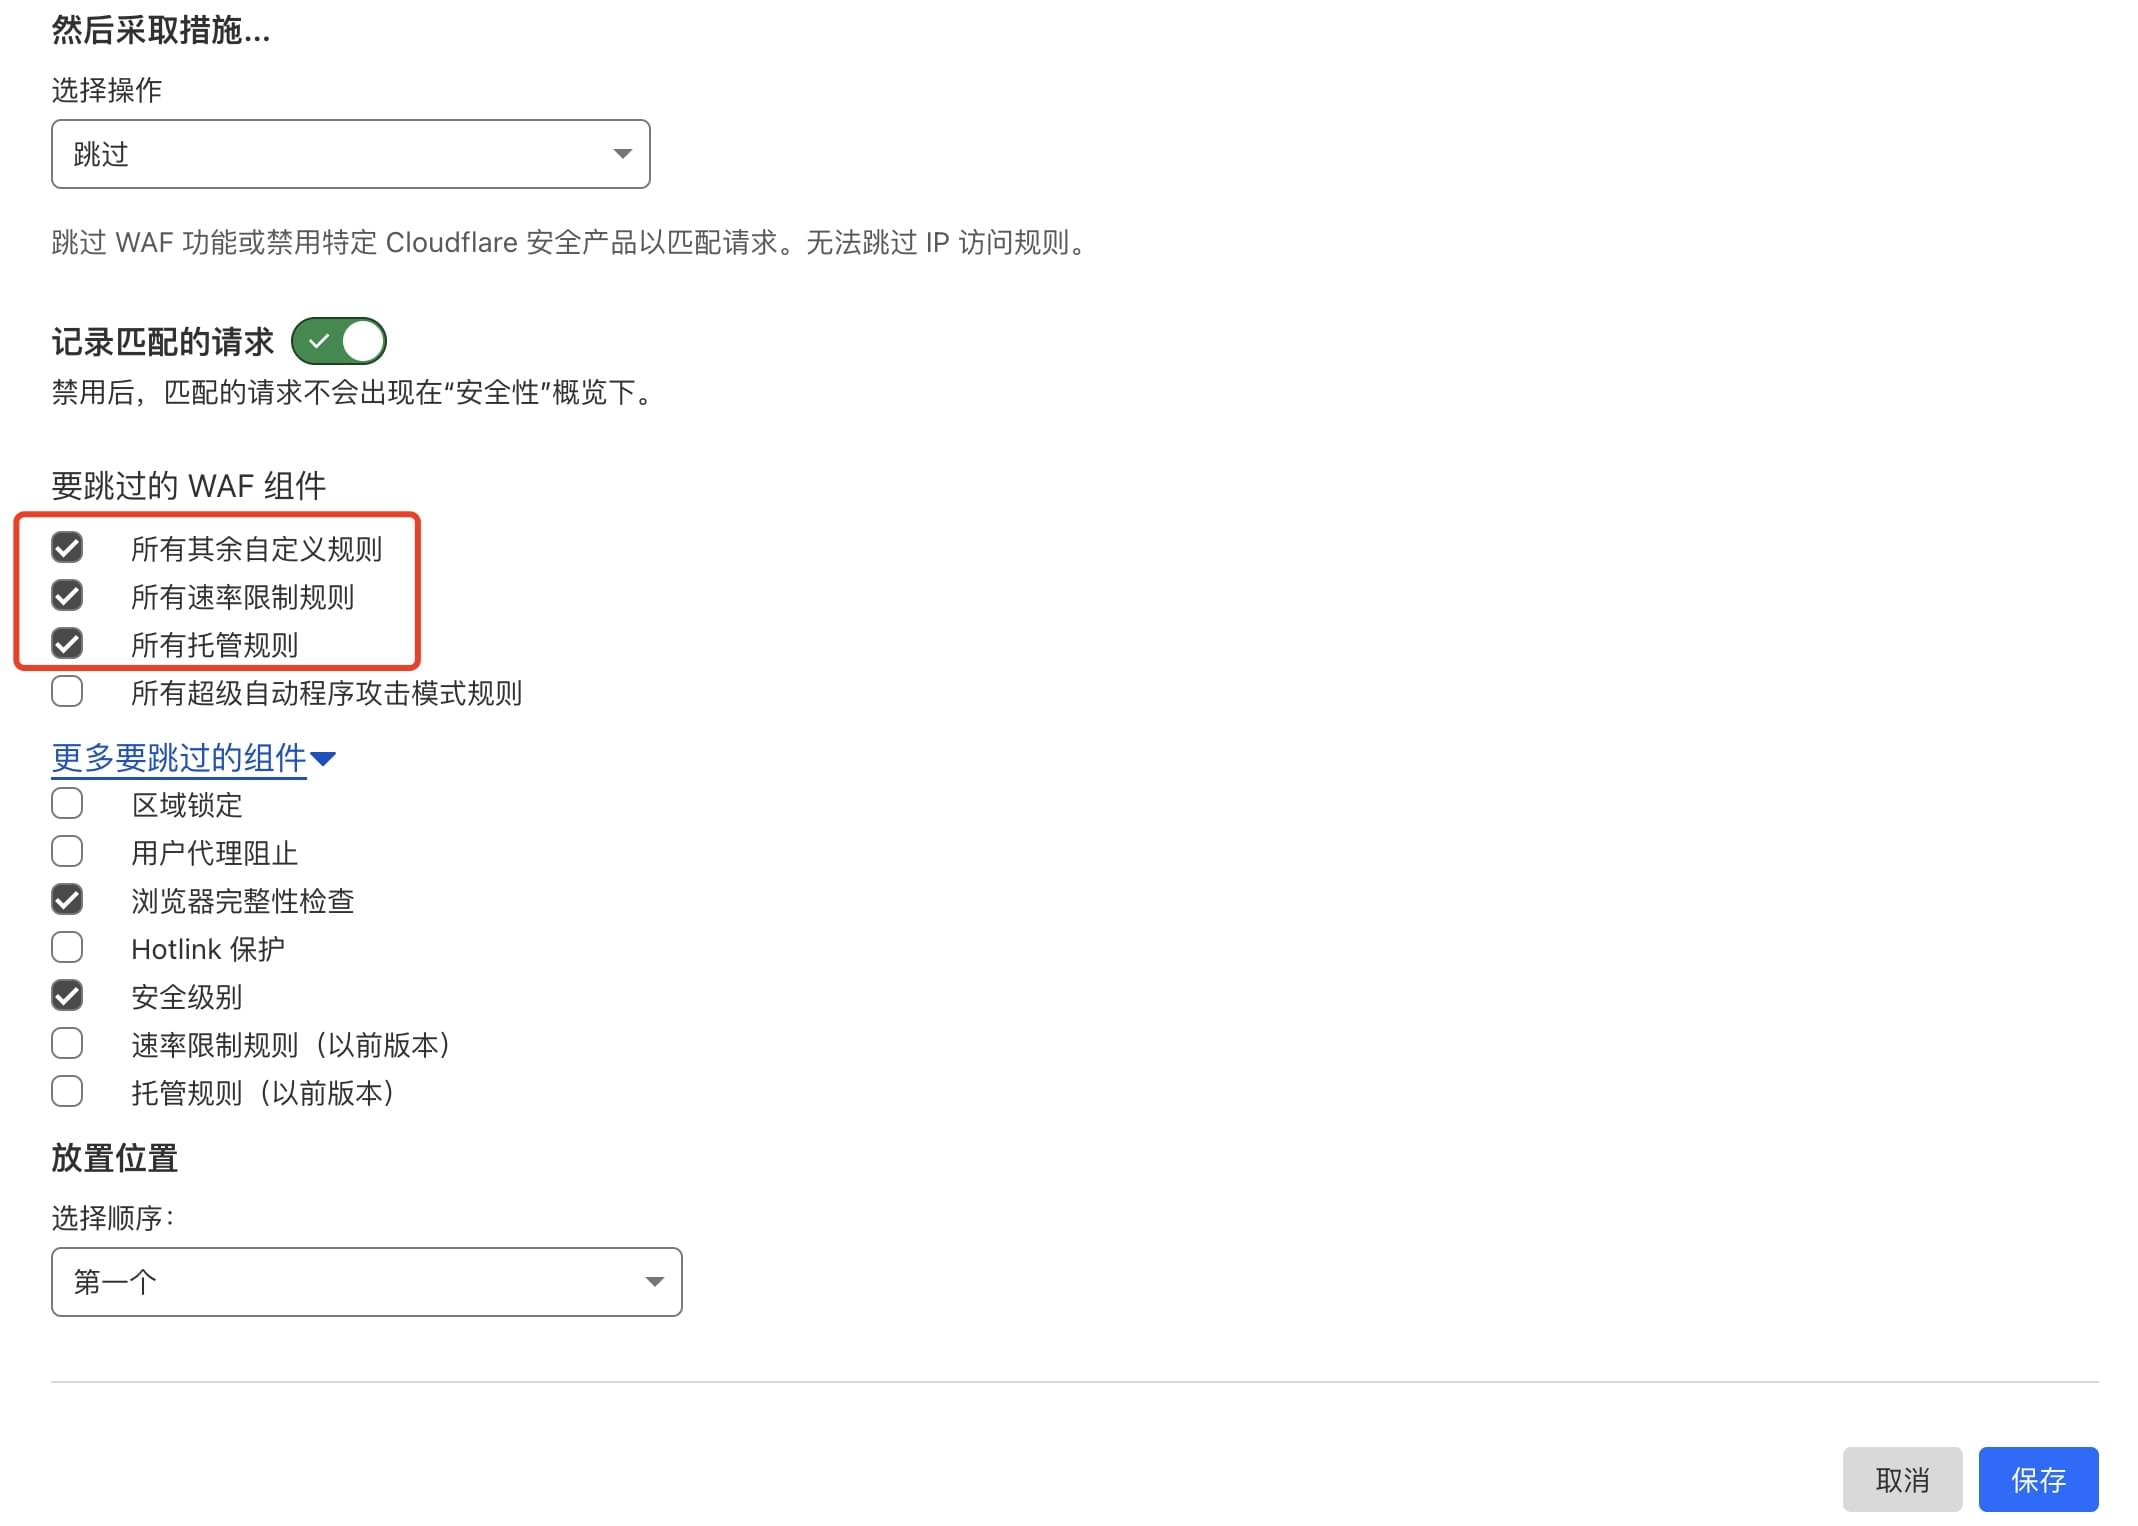 然后采取措施...
选择操作
跳过
跳过 WAF 功能或禁用特定 Cloudflare 安全产品以匹配请求。无法跳过 IP 访问规则。
记录匹配的请求
禁用后，匹配的请求不会出现在“安全性”概览下。
要跳过的 WAF 组件
所有其余自定义规则
所有速率限制规则
所有托管规则
所有超级自动程序攻击模式规则
更多要跳过的组件
区域锁定
用户代理阻止
浏览器完整性检查
Hotlink 保护
安全级别
速率限制规则（以前版本）
托管规则（以前版本）
放置位置
选择顺序：
第一个
取消
保存